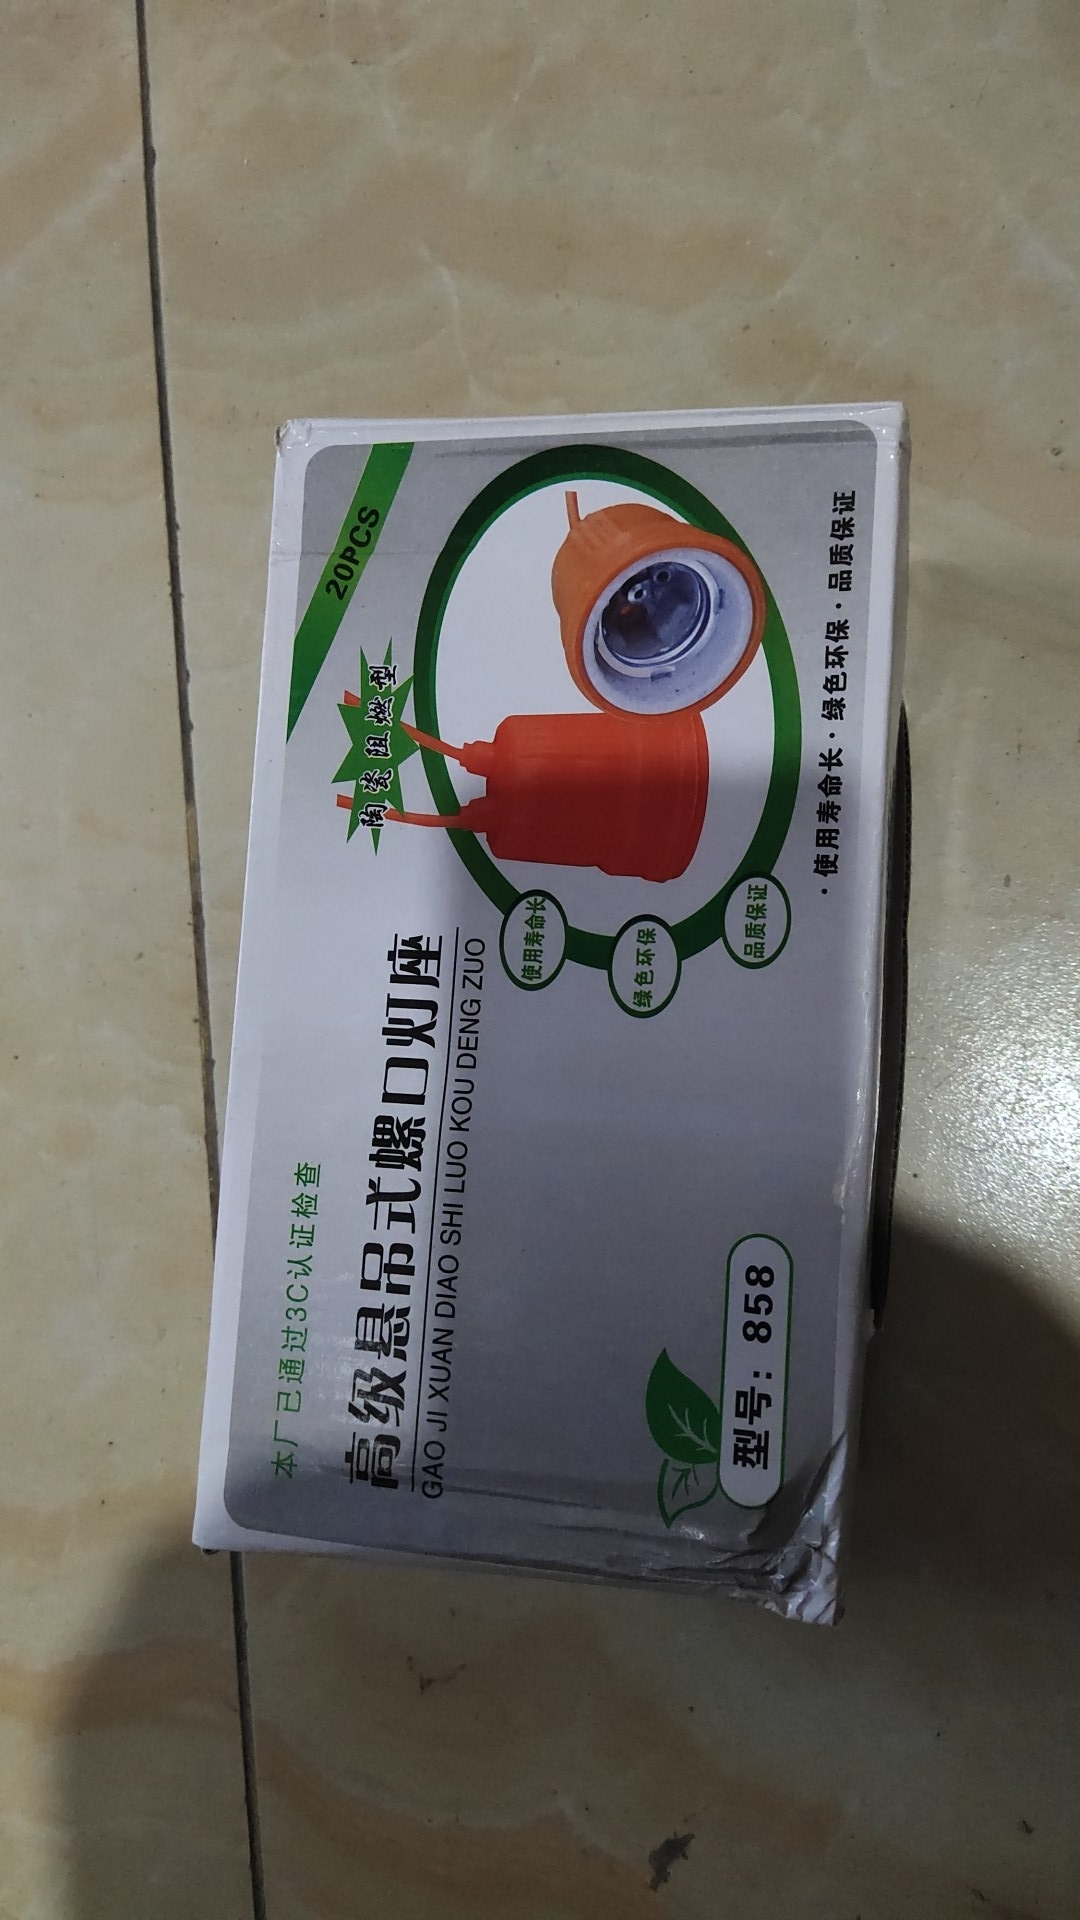 本厂已通过3C认证检查
20PCS
陶瓷阻燃型
高级悬吊式螺口灯座
GAO JI XUAN DIAO SHI LUO KOU DENG ZUO
使用寿命长
绿色环保
品质保证
型号：858
·使用寿命长·绿色环保·品质保证